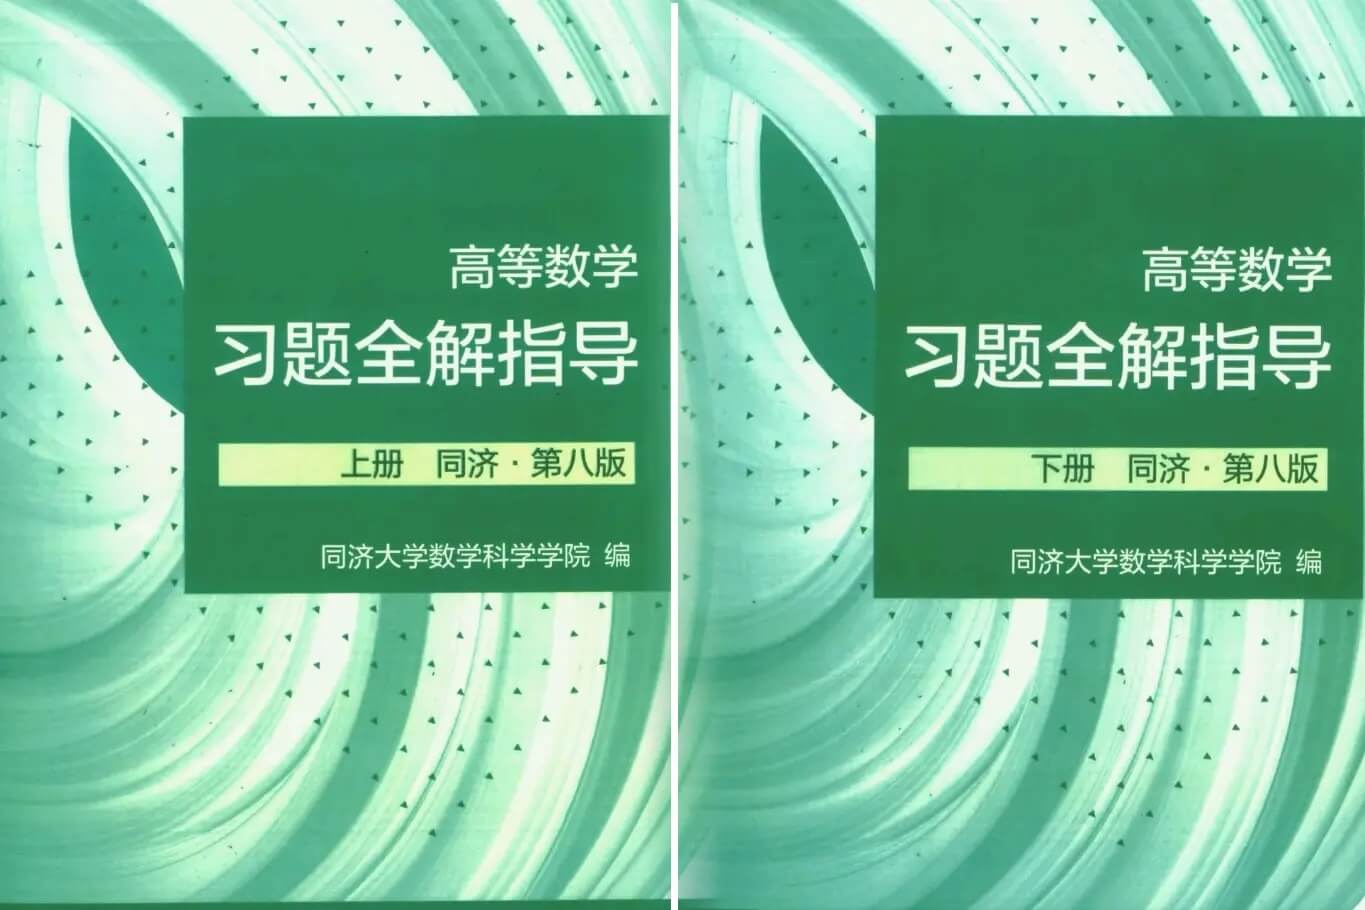 高等数学
习题全解指导
上册 同济·第八版
同济大学数学科学学院 编
高等数学
习题全解指导
下册 同济·第八版
同济大学数学科学学院 编